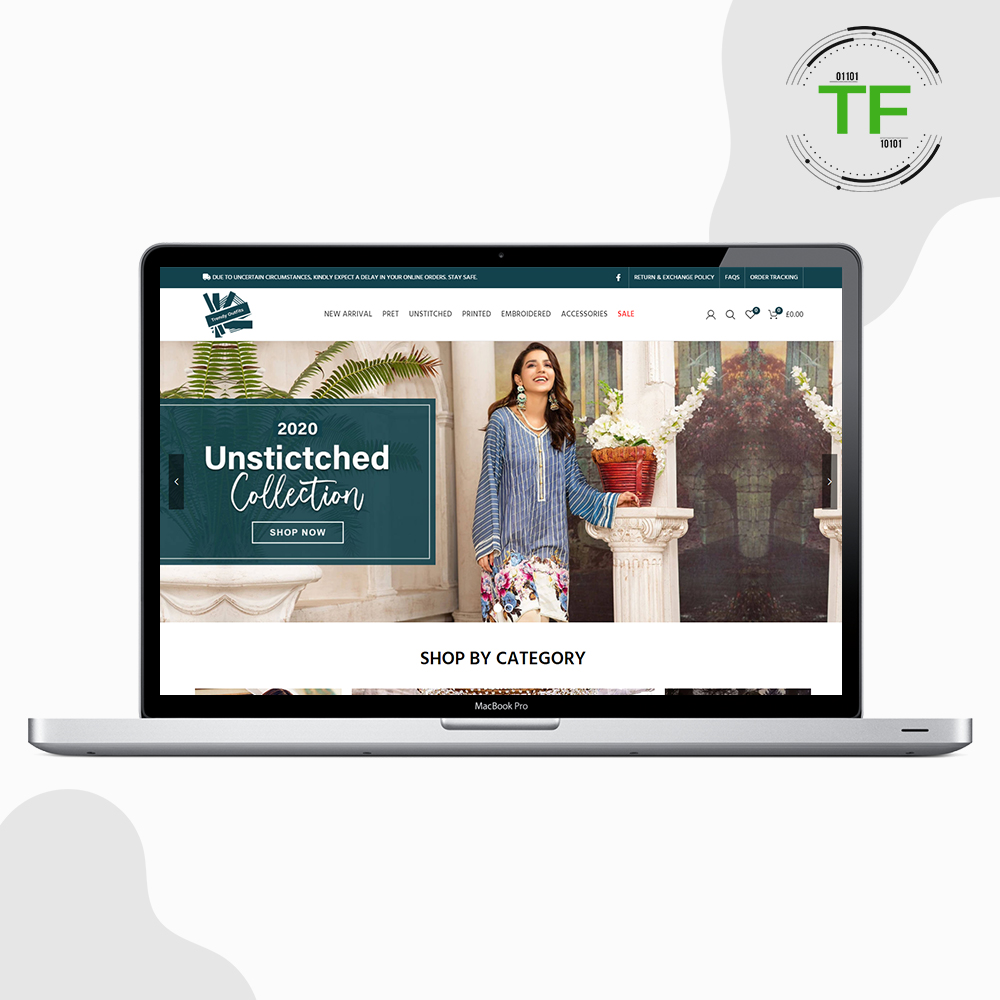 01101
TF
10101
DUE TO UNCERTAIN CIRCUMSTANCES, KINDLY EXPECT A DELAY IN YOUR ONLINE ORDERS. STAY SAFE.
f
RETURN & EXCHANGE POLICY
FAQS
ORDER TRACKING
Trendy Outfits
NEW ARRIVAL
PRET
UNSTITCHED
PRINTED
EMBROIDERED
ACCESSORIES
SALE
0
0
£0.00
2020
Unstictched
Collection
SHOP NOW
SHOP BY CATEGORY
MacBook Pro